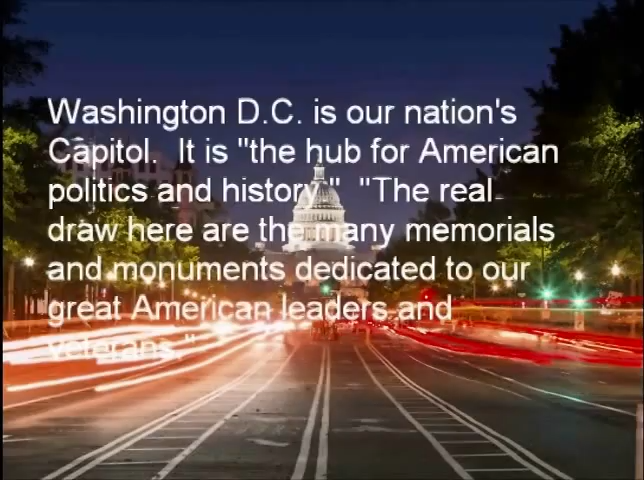 Washington D.C. is our nation's
Capitol.  It is "the hub for American
politics and history."  "The real
draw here are the many memorials
and monuments dedicated to our
great American leaders and
veterans."